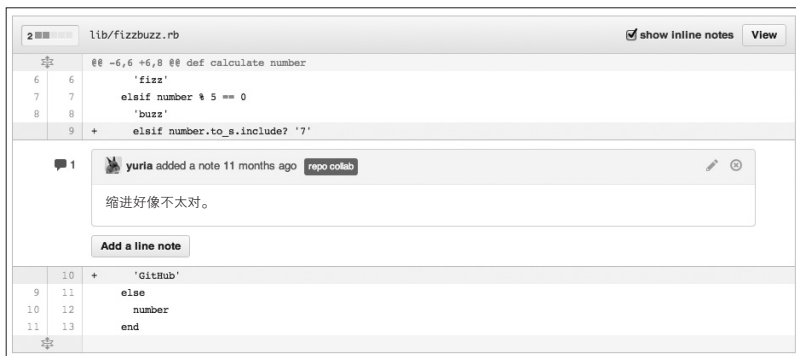 2 lib/fizzbuzz.rb show inline notes View
@@ -6,6 +6,8 @@ def calculate number
6 6 'fizz'
7 7 elsif number % 5 == 0
8 8 'buzz'
9 + elsif number.to_s.include? '7'
1 yuria added a note 11 months ago repo collab
缩进好像不太对。
Add a line note
10 + 'GitHub'
9 11 else
10 12 number
11 13 end